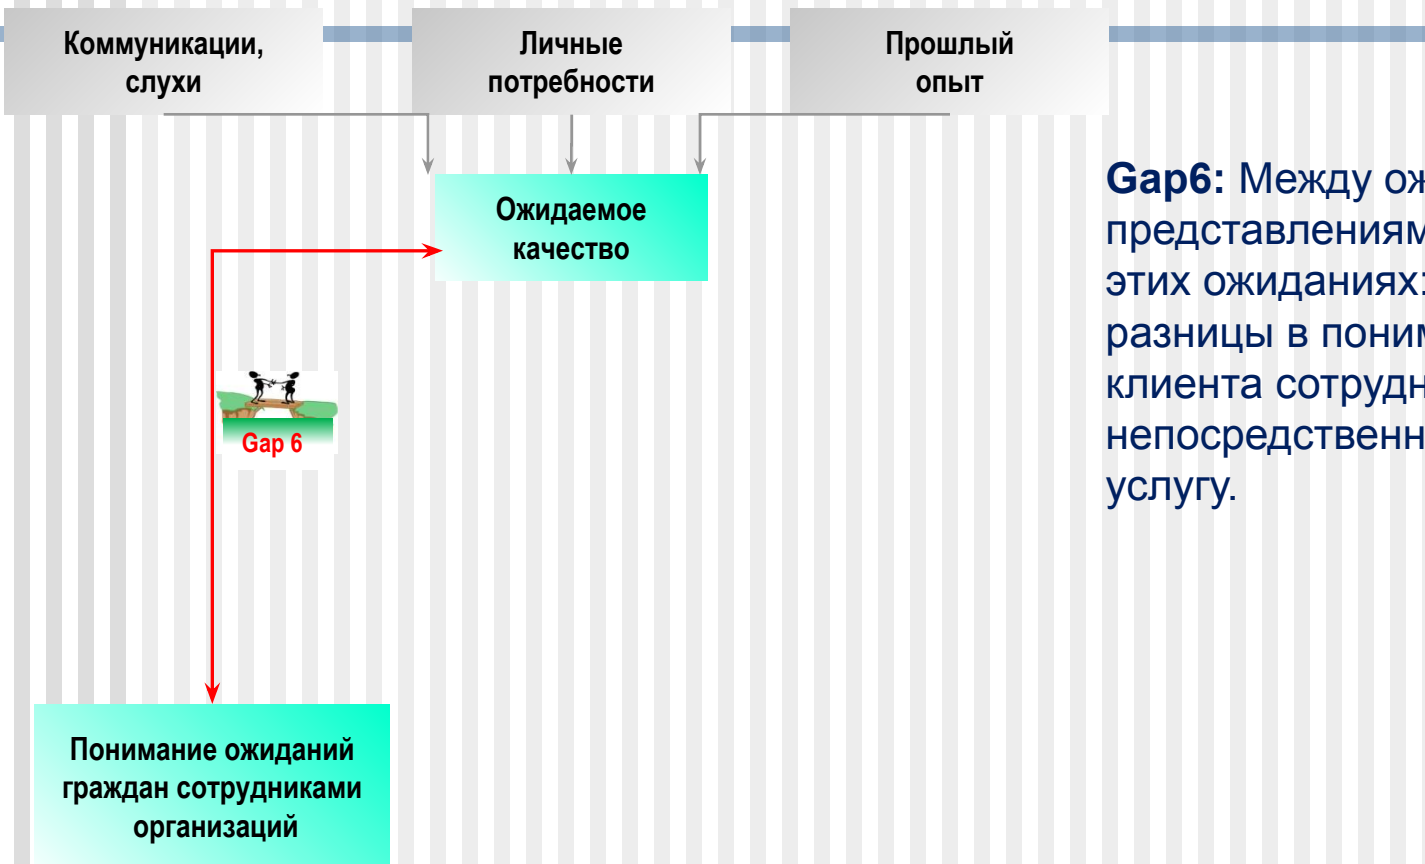 Коммуникации,
слухи
Личные
потребности
Прошлый
опыт
Ожидаемое
качество
Gap6: Между ож
представлениям
этих ожиданиях:
разницы в поним
клиента сотрудн
непосредственн
услугу.
Gap 6
Понимание ожиданий
граждан сотрудниками
организаций